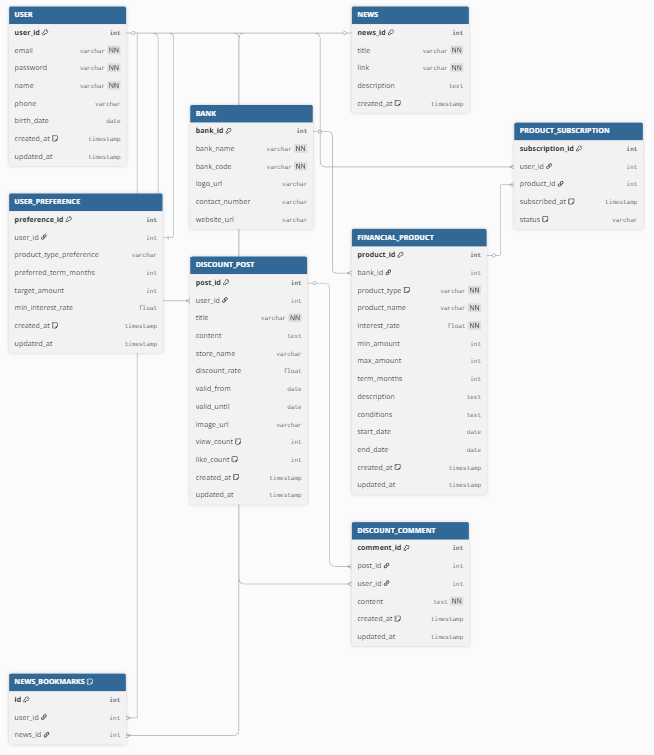 USER
user_id int
email varchar NN
password varchar NN
name varchar NN
phone varchar
birth_date date
created_at timestamp
updated_at timestamp
NEWS
news_id int
title varchar NN
link varchar NN
description text
created_at timestamp
BANK
bank_id int
bank_name varchar NN
bank_code varchar NN
logo_url varchar
contact_number varchar
website_url varchar
PRODUCT_SUBSCRIPTION
subscription_id int
user_id int
product_id int
subscribed_at timestamp
status varchar
USER_PREFERENCE
preference_id int
user_id int
product_type_preference varchar
preferred_term_months int
target_amount int
min_interest_rate float
created_at timestamp
updated_at timestamp
FINANCIAL_PRODUCT
product_id int
bank_id int
product_type varchar NN
product_name varchar NN
interest_rate float NN
min_amount int
max_amount int
term_months int
description text
conditions text
start_date date
end_date date
created_at timestamp
updated_at timestamp
DISCOUNT_POST
post_id int
user_id int
title varchar NN
content text
store_name varchar
discount_rate float
valid_from date
valid_until date
image_url varchar
view_count int
like_count int
created_at timestamp
updated_at timestamp
DISCOUNT_COMMENT
comment_id int
post_id int
user_id int
content text NN
created_at timestamp
updated_at timestamp
NEWS_BOOKMARKS
id int
user_id int
news_id int